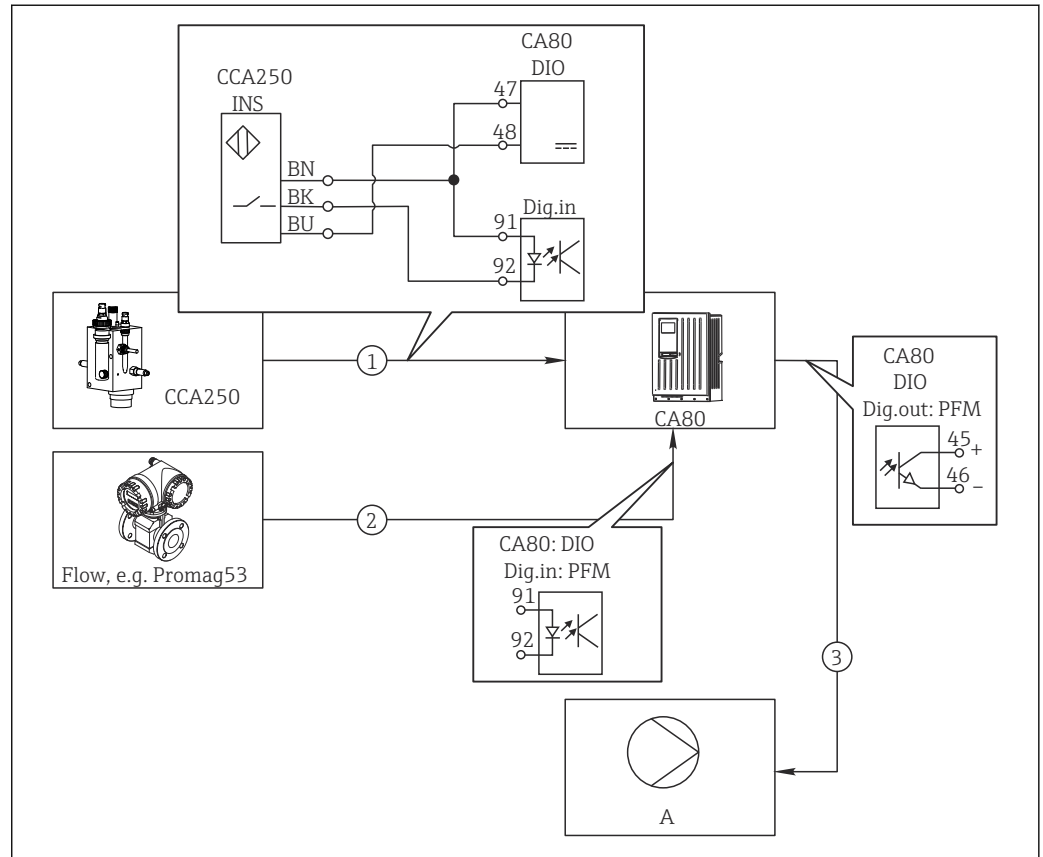 CCA250
INS
BN
BK
BU
CA80
DIO
47
48
Dig.in
91
92
CCA250
1
CA80
CA80
DIO
Dig.out: PFM
45
+
46
-
Flow, e.g. Promag53
2
CA80: DIO
Dig.in: PFM
91
92
3
A